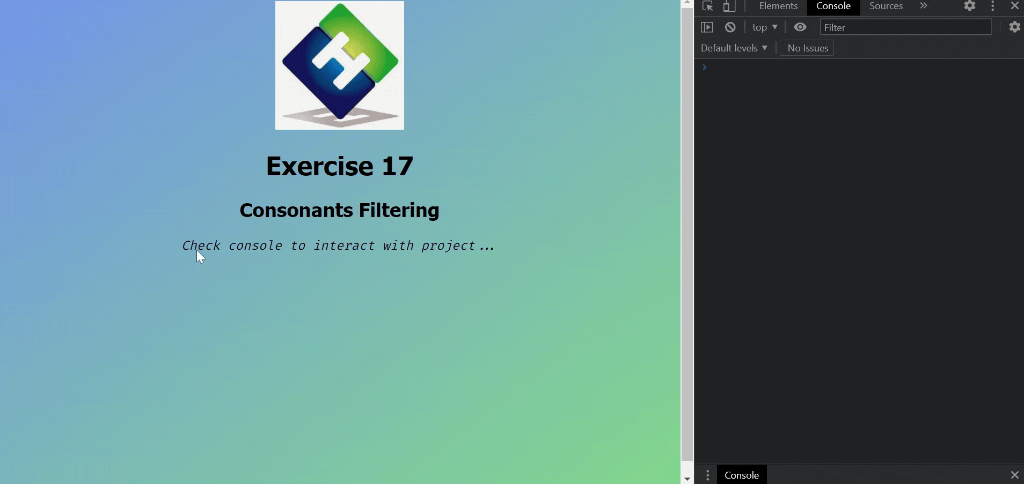 H
Exercise 17
Consonants Filtering
Check console to interact with project...
Elements Console Sources »
top ▼ Filter
Default levels ▼ No Issues
>
Console